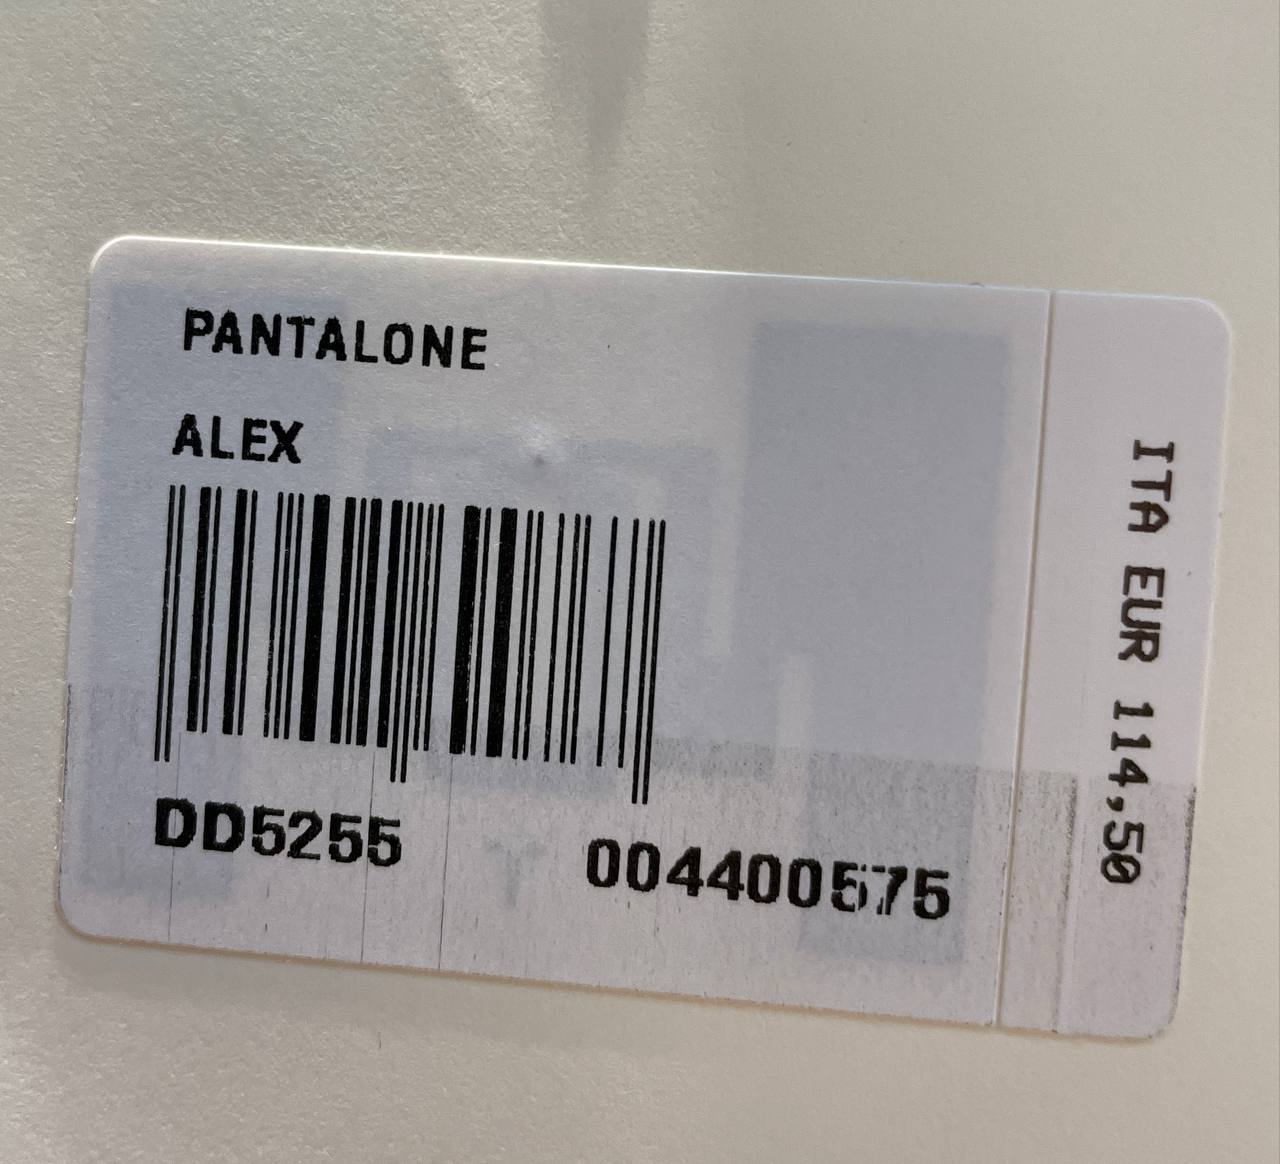 PANTALONE
ALEX
DD5255 004400575
ITA EUR 114,50